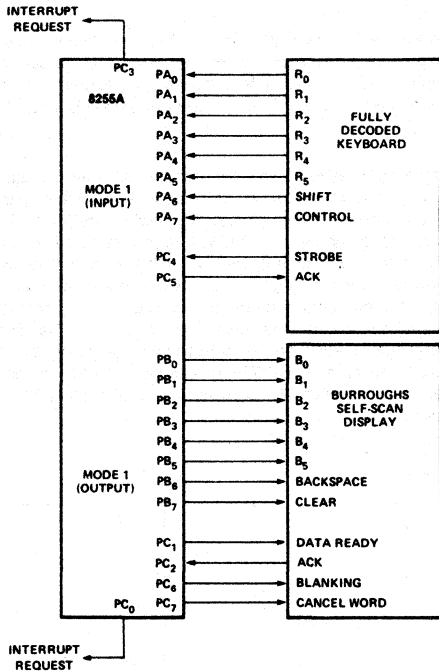 INTERRUPT
REQUEST
PC3
8255A
MODE 1
(INPUT)
PA0
PA1
PA2
PA3
PA4
PA5
PA6
PA7
PC4
PC5
R0
R1
R2
R3
R4
R5
SHIFT
CONTROL
STROBE
ACK
FULLY
DECODED
KEYBOARD
MODE 1
(OUTPUT)
PB0
PB1
PB2
PB3
PB4
PB5
PB6
PB7
PC1
PC2
PC6
PC7
B0
B1
B2
B3
B4
B5
BACKSPACE
CLEAR
DATA READY
ACK
BLANKING
CANCEL WORD
BURROUGHS
SELF-SCAN
DISPLAY
PC0
INTERRUPT
REQUEST